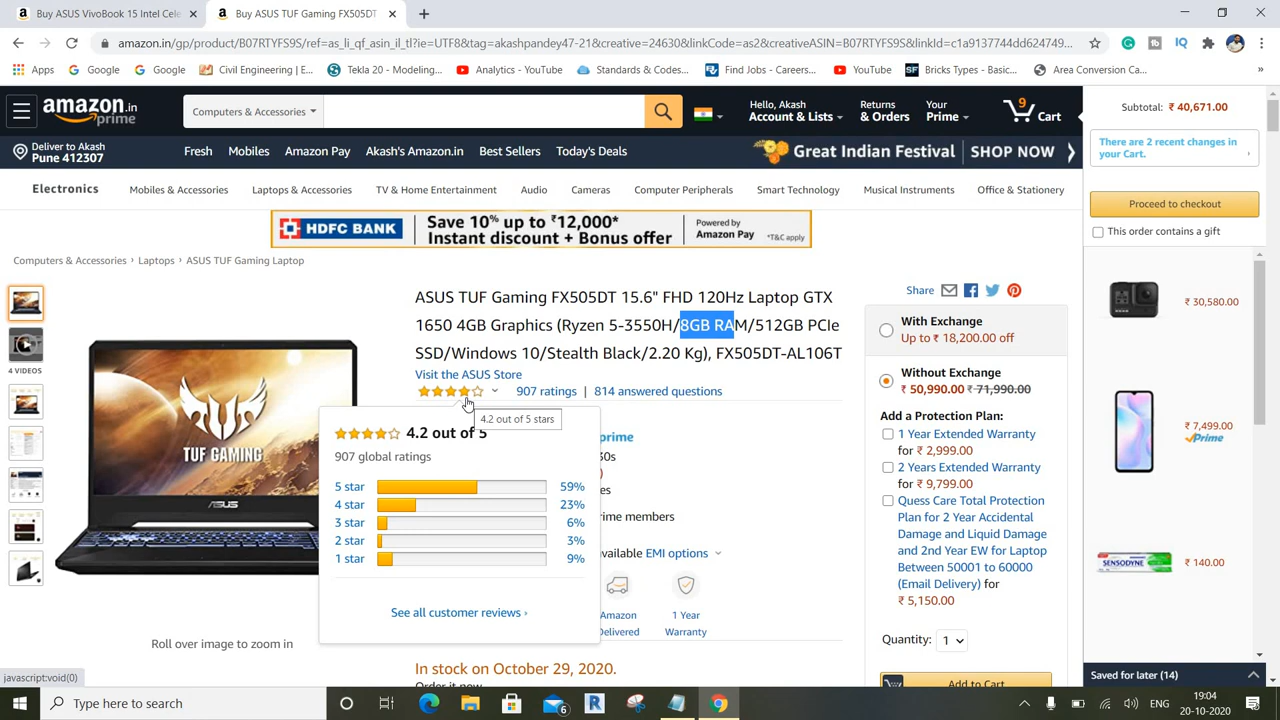 Buy ASUS VivoBook 15 Intel Cele
Buy ASUS TUF Gaming FX505DT
amazon.in/gp/product/B07RTYFS9S/ref=as_li_qf_asin_il_tl?ie=UTF8&tag=akashpandey47-21&creative=24630&linkCode=as2&creativeASIN=B07RTYFS9S&linkId=c1a9137744dd624749...
Apps
Google
Google
Civil Engineering | E...
Tekla 20 - Modeling...
Analytics - YouTube
Standards & Codes...
Find Jobs - Careers...
YouTube
Bricks Types - Basic...
Area Conversion Ca...
»
amazon.in
prime
Computers & Accessories
Hello, Akash
Account & Lists
Returns
& Orders
Your
Prime
9
Cart
Deliver to Akash
Pune 412307
Fresh
Mobiles
Amazon Pay
Akash's Amazon.in
Best Sellers
Today's Deals
Great Indian Festival | SHOP NOW
Electronics
Mobiles & Accessories
Laptops & Accessories
TV & Home Entertainment
Audio
Cameras
Computer Peripherals
Smart Technology
Musical Instruments
Office & Stationery
HDFC BANK
Save 10% up to ₹12,000*
Instant discount + Bonus offer
Powered by
Amazon Pay
*T&C apply
Computers & Accessories › Laptops › ASUS TUF Gaming Laptop
4 VIDEOS
TUF GAMING
ASUS
Roll over image to zoom in
ASUS TUF Gaming FX505DT 15.6" FHD 120Hz Laptop GTX
1650 4GB Graphics (Ryzen 5-3550H/8GB RAM/512GB PCIe
SSD/Windows 10/Stealth Black/2.20 Kg), FX505DT-AL106T
Visit the ASUS Store
907 ratings | 814 answered questions
4.2 out of 5 stars
4.2 out of 5
907 global ratings
5 star 59%
4 star 23%
3 star 6%
2 star 3%
1 star 9%
See all customer reviews ›
prime
EMI options
Amazon
Delivered
1 Year
Warranty
In stock on October 29, 2020.
Share
With Exchange
Up to ₹ 18,200.00 off
Without Exchange
₹ 50,990.00 ₹ 71,990.00
Add a Protection Plan:
1 Year Extended Warranty
for ₹ 2,999.00
2 Years Extended Warranty
for ₹ 9,799.00
Quess Care Total Protection
Plan for 2 Year Accidental
Damage and Liquid Damage
and 2nd Year EW for Laptop
Between 50001 to 60000
(Email Delivery) for
₹ 5,150.00
Quantity: 1
Add to Cart
Subtotal: ₹ 40,671.00
There are 2 recent changes in
your Cart.
Proceed to checkout
This order contains a gift
₹ 30,580.00
₹ 7,499.00
Prime
SENSODYNE
₹ 140.00
Saved for later (14)
javascript:void(0)
Type here to search
6
19:04
20-10-2020